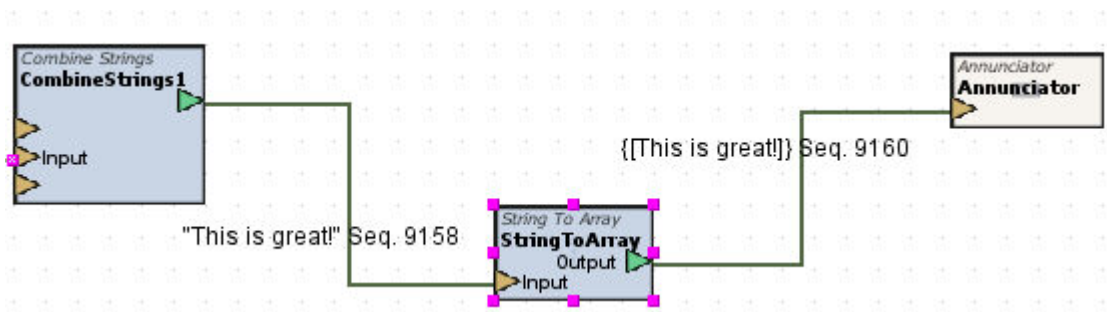 Combine Strings
CombineStrings1
Input
"This is great!" Seq. 9158
String To Array
StringToArray
Output
Input
{[This is great!]} Seq. 9160
Annunciator
Annunciator